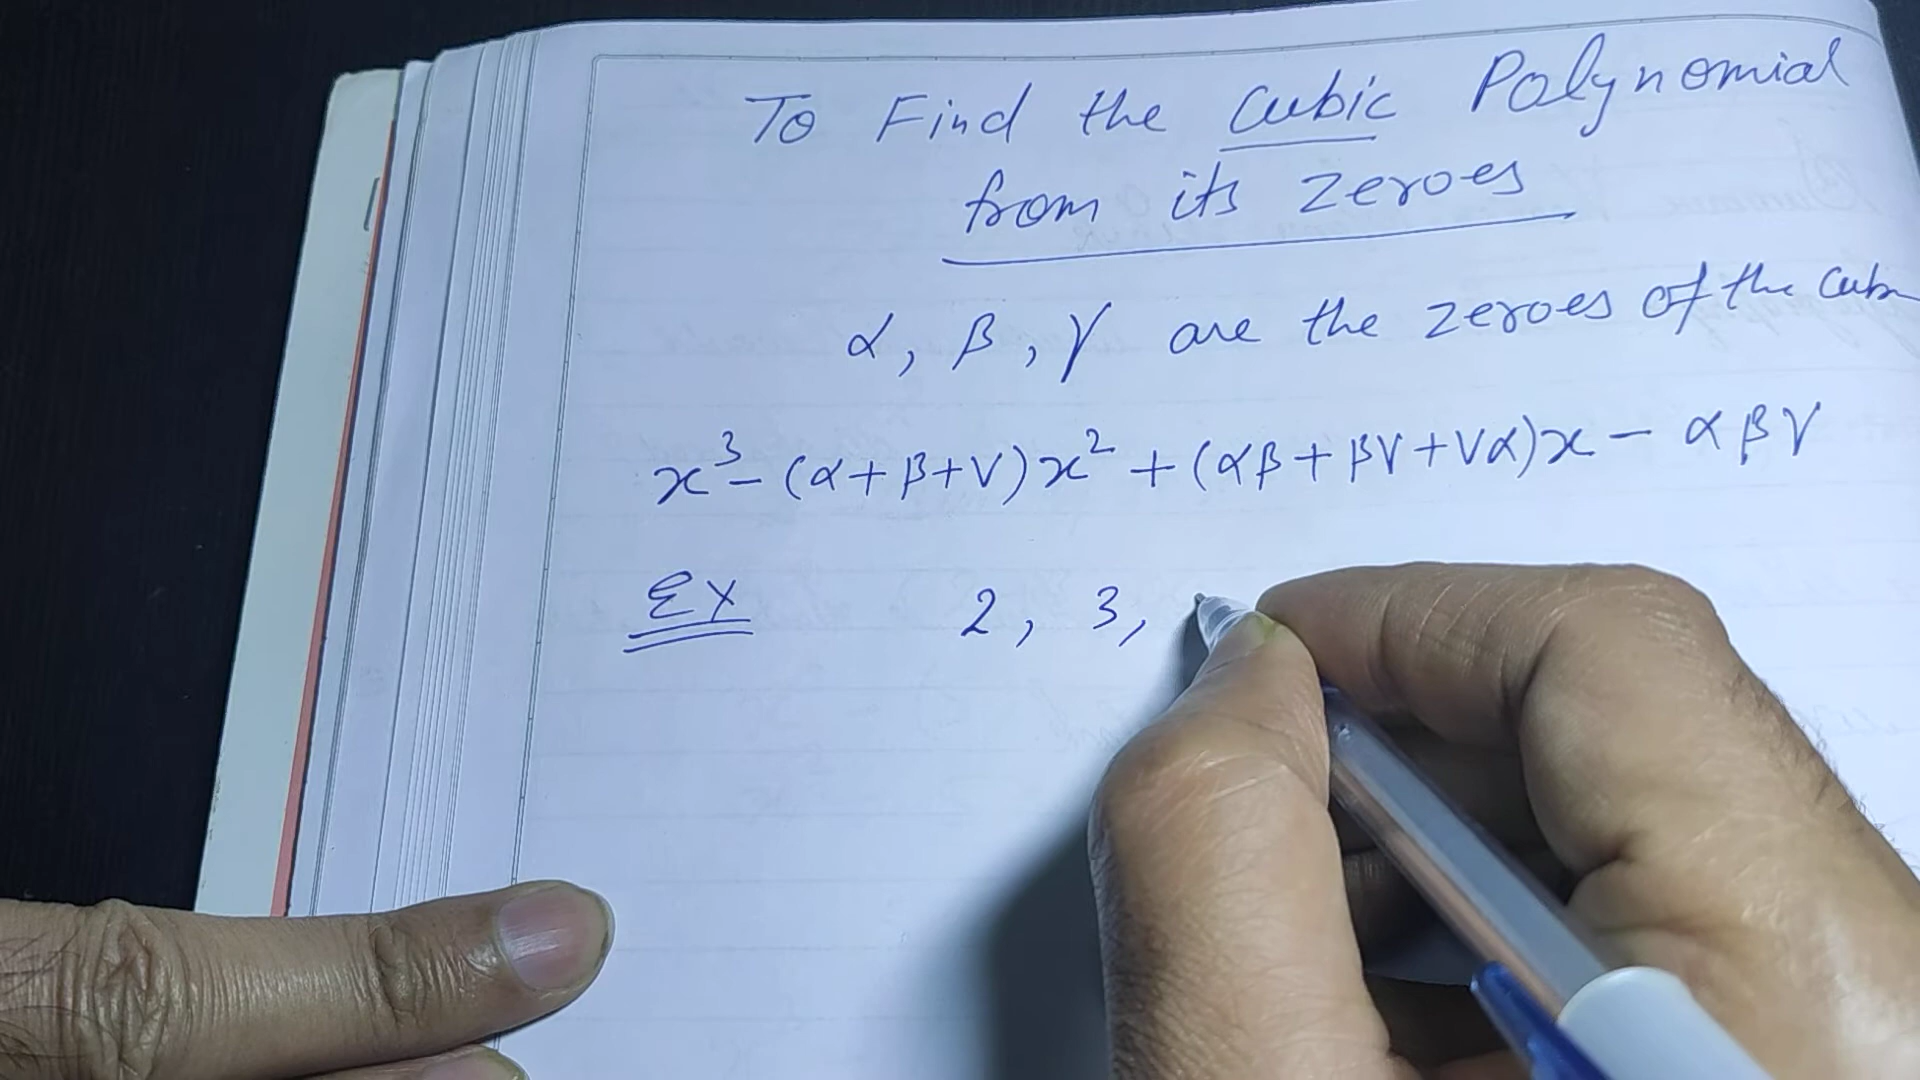 To Find the Cubic Polynomial
from its zeroes
α, β, γ are the zeroes of the
x³ - (α+β+γ)x² + (αβ+βγ+γα)x - αβγ
Ex 2, 3,